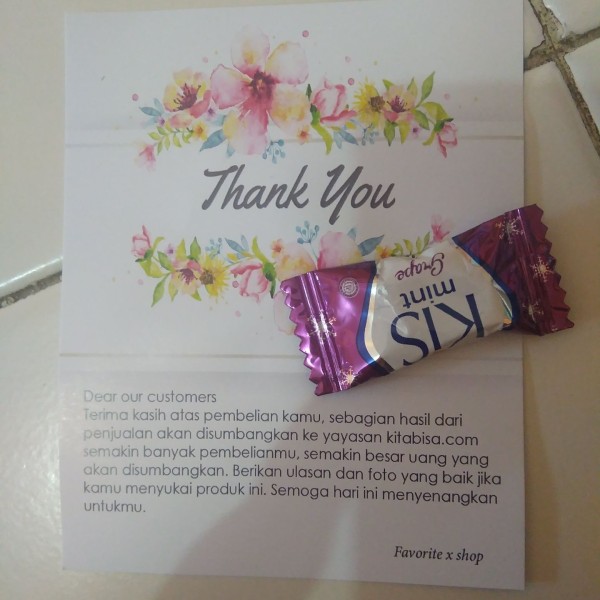 Thank You
grape
mint
KIS
Dear our customers
Terima kasih atas pembelian kamu, sebagian hasil dari
penjualan akan disumbangkan ke yayasan kitabisa.com
semakin banyak pembelianmu, semakin besar uang yang
akan disumbangkan. Berikan ulasan dan foto yang baik jika
kamu menyukai produk ini. Semoga hari ini menyenangkan
untukmu.
Favorite x shop